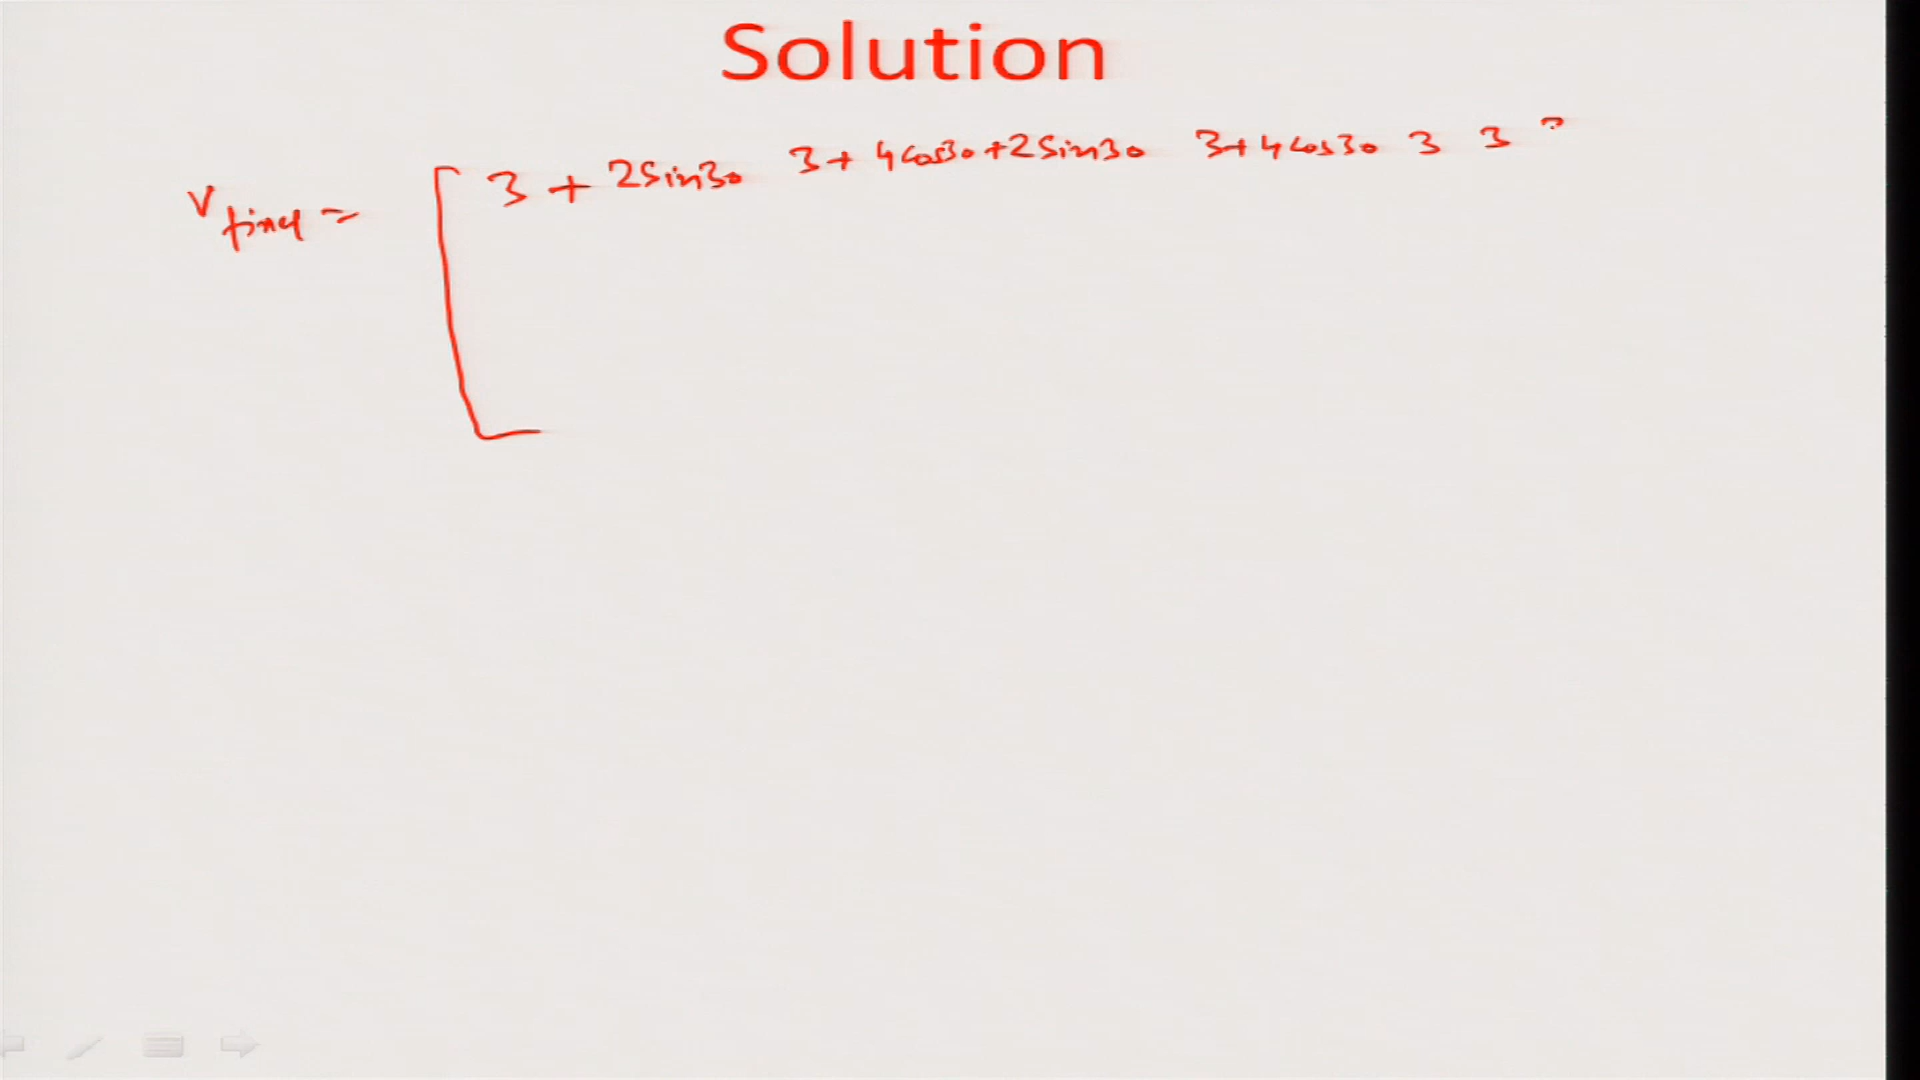 Solution
V final = [ 3 + 2sin30 3+ 4cos30+2sin30 3+4cos30 3 3